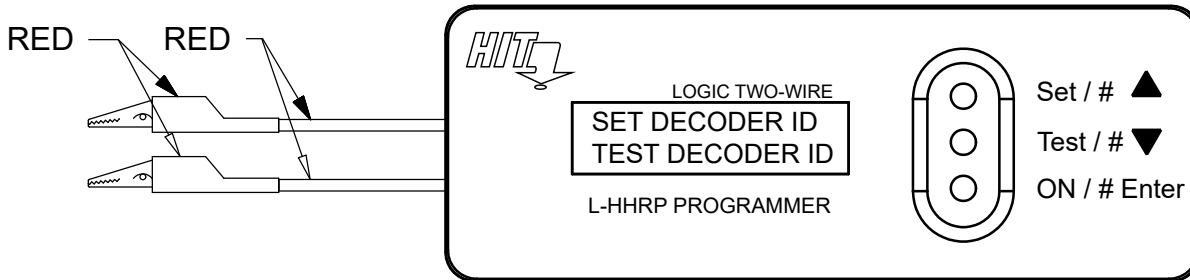 RED RED
HIT
LOGIC TWO-WIRE
SET DECODER ID
TEST DECODER ID
L-HHRP PROGRAMMER
Set / # ▲
Test / # ▼
ON / # Enter